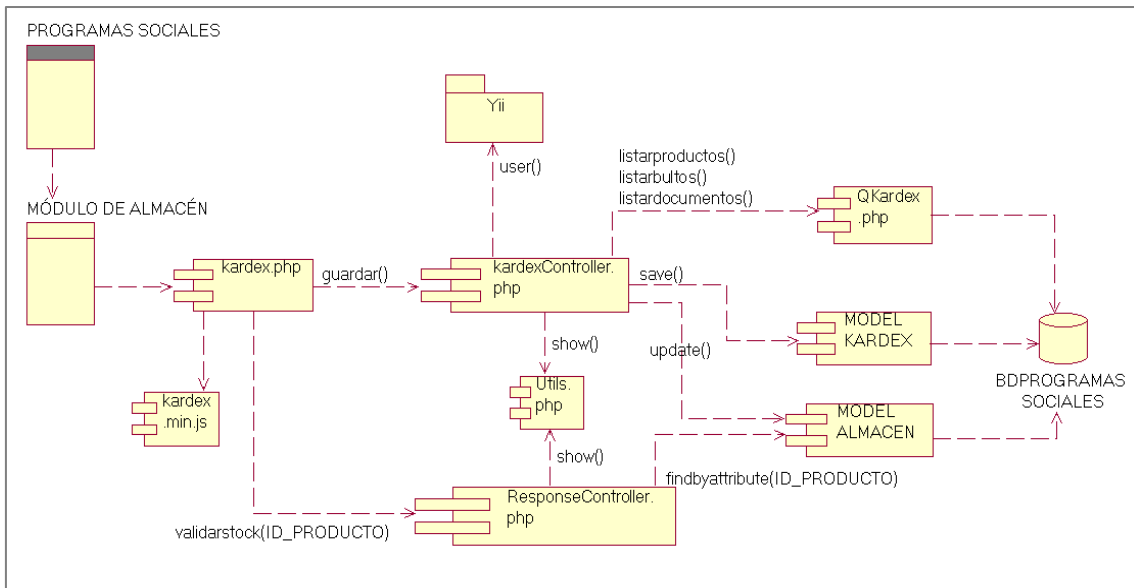 PROGRAMAS SOCIALES
Yii
user()
listarproductos()
listarbultos()
listardocumentos()
QKardex
.php
MÓDULO DE ALMACÉN
kardex.php
guardar()
kardexController.
php
save()
MODEL
KARDEX
show()
update()
BDPROGRAMAS
SOCIALES
kardex
.min.js
Utils.
php
MODEL
ALMACEN
show()
findbyattribute(ID_PRODUCTO)
ResponseController.
php
validarstock(ID_PRODUCTO)